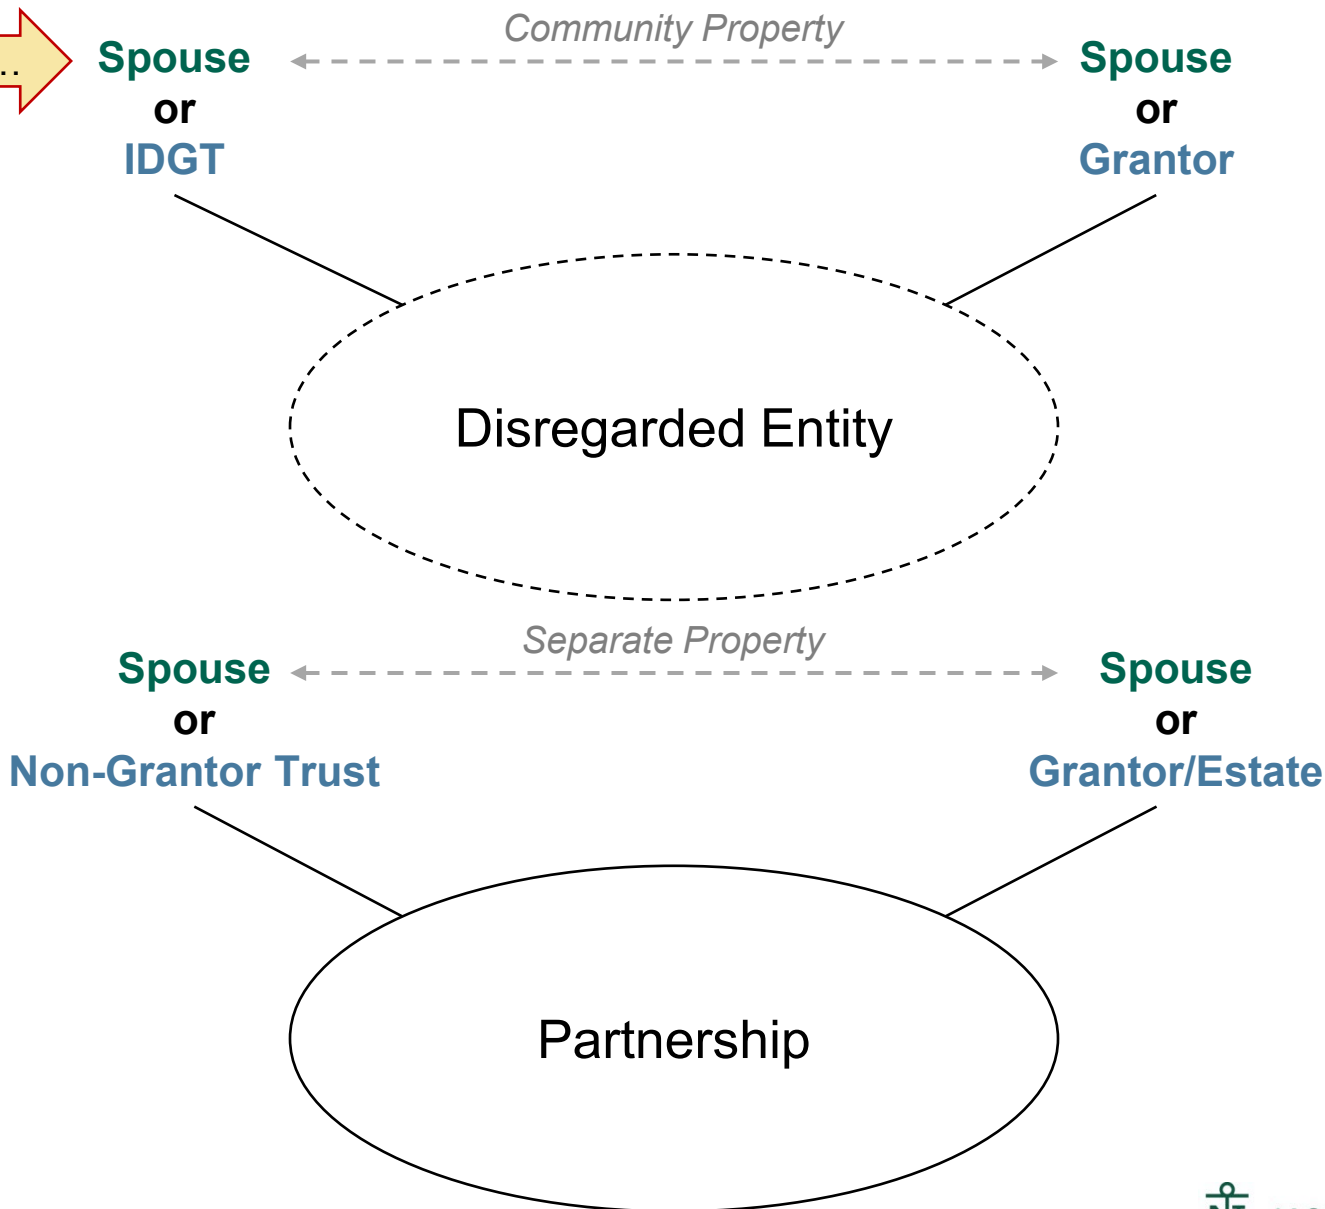 Community Property
...
Spouse
or
IDGT
Spouse
or
Grantor
Disregarded Entity
Separate Property
Spouse
or
Non-Grantor Trust
Spouse
or
Grantor/Estate
Partnership